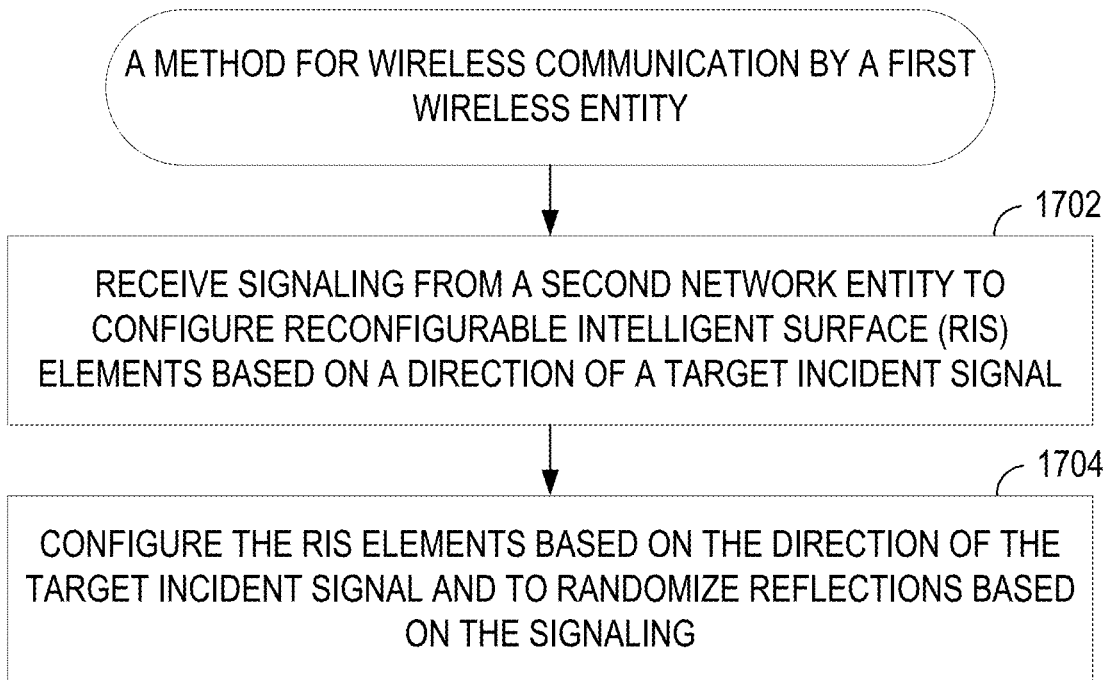 A METHOD FOR WIRELESS COMMUNICATION BY A FIRST
WIRELESS ENTITY
1702
RECEIVE SIGNALING FROM A SECOND NETWORK ENTITY TO
CONFIGURE RECONFIGURABLE INTELLIGENT SURFACE (RIS)
ELEMENTS BASED ON A DIRECTION OF A TARGET INCIDENT SIGNAL
1704
CONFIGURE THE RIS ELEMENTS BASED ON THE DIRECTION OF THE
TARGET INCIDENT SIGNAL AND TO RANDOMIZE REFLECTIONS BASED
ON THE SIGNALING